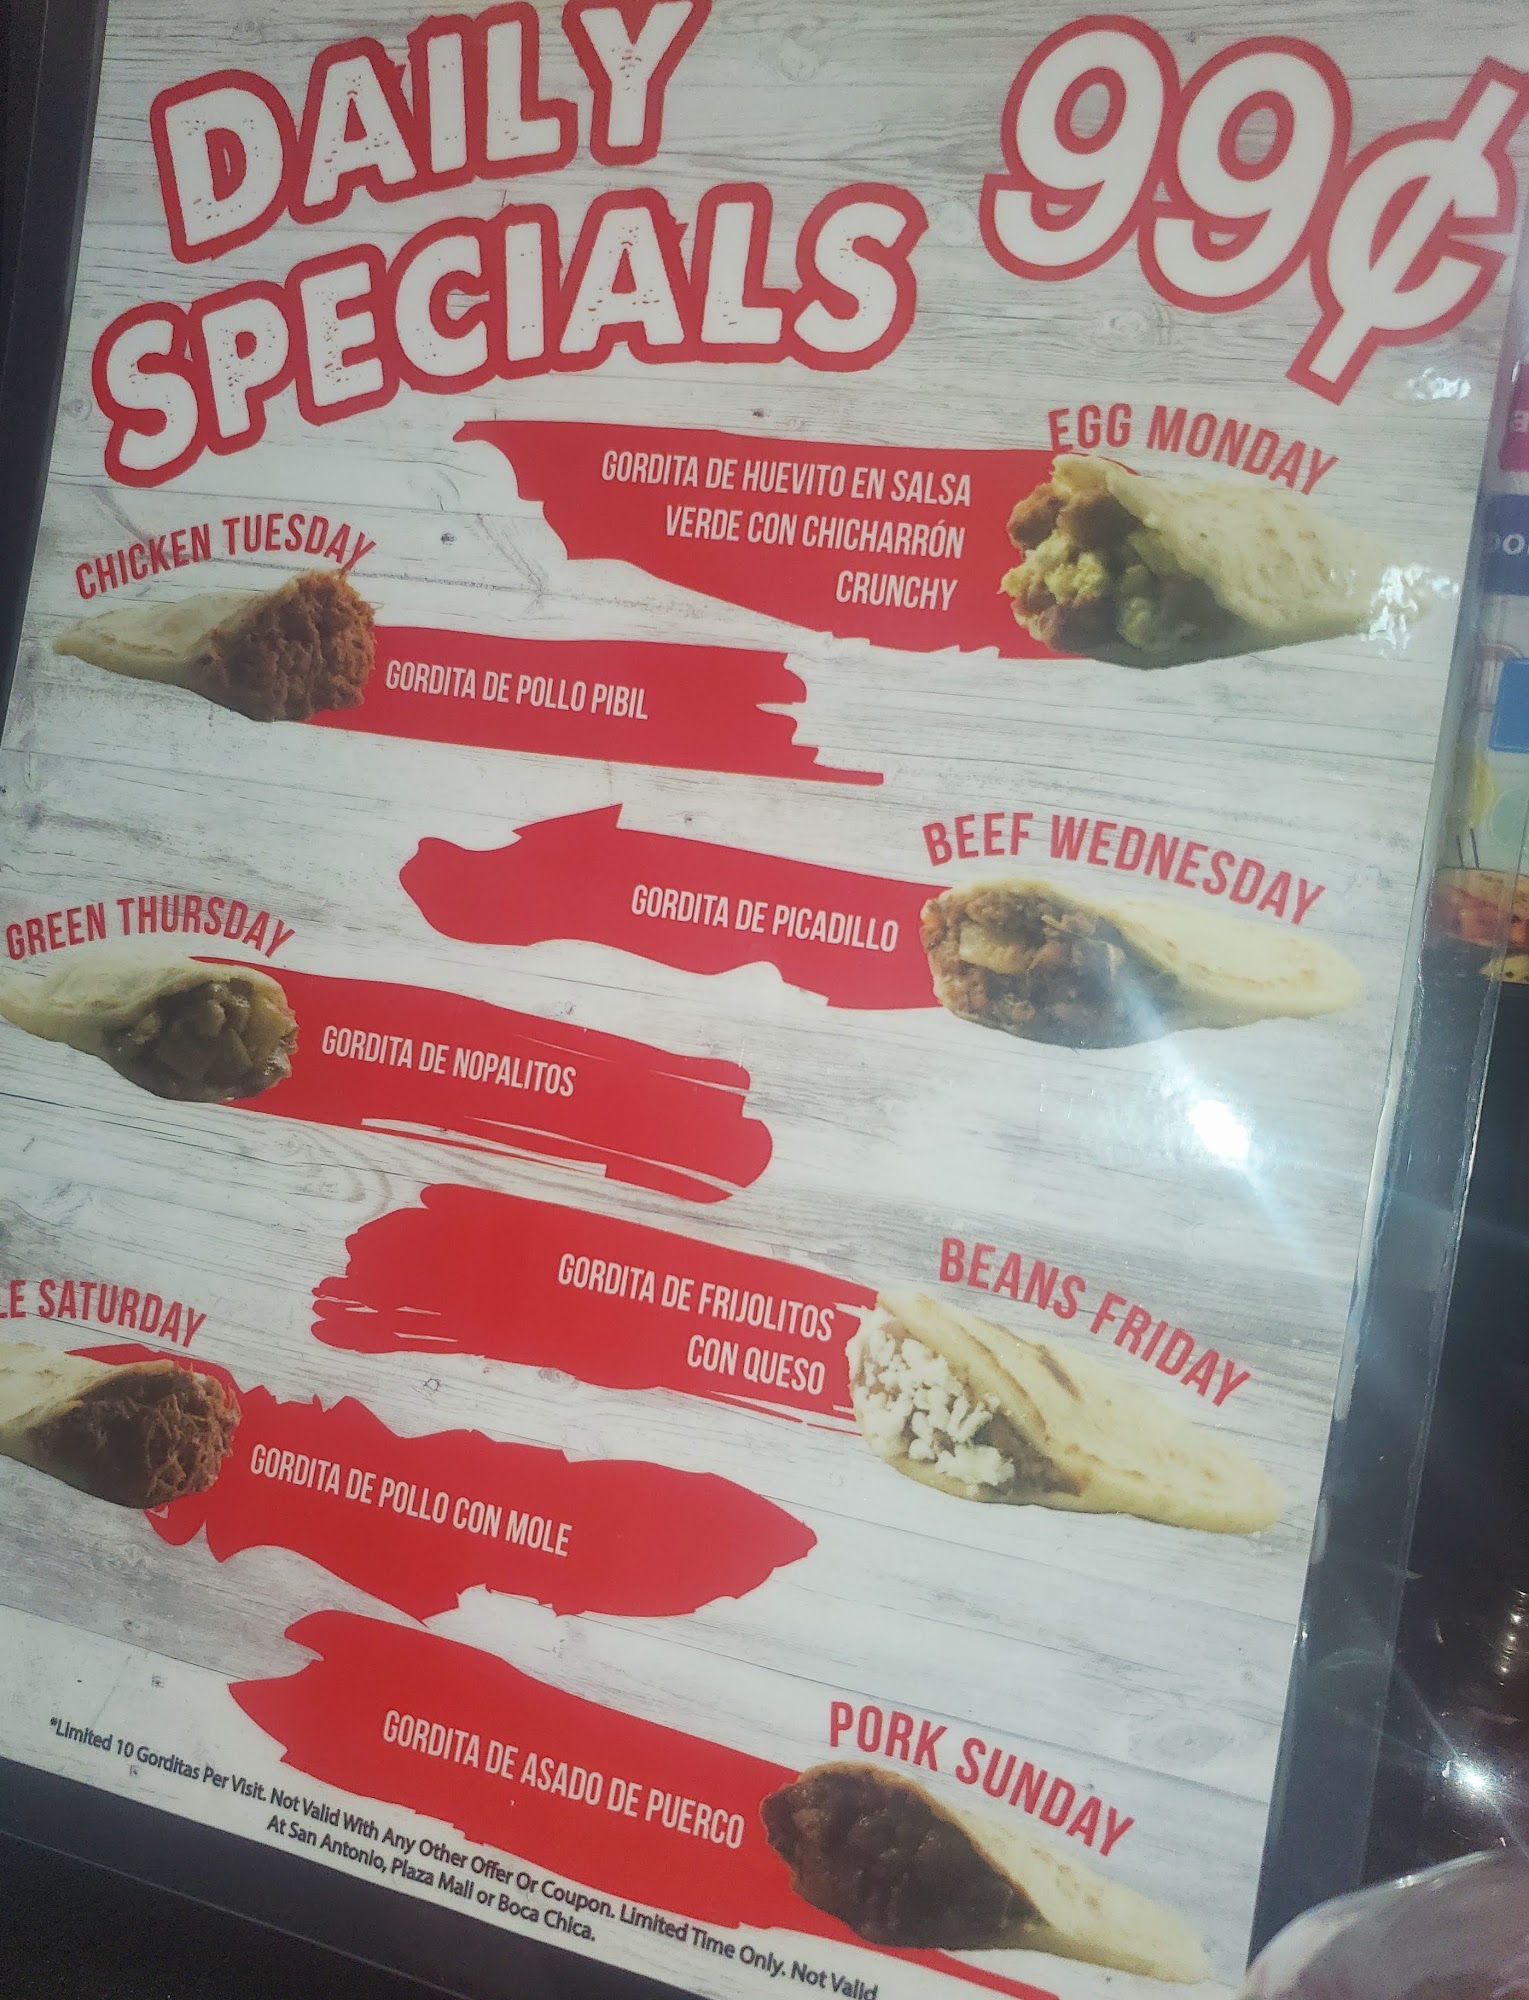 DAILY
SPECIALS
99¢
EGG MONDAY
GORDITA DE HUEVITO EN SALSA
VERDE CON CHICHARRÓN
CRUNCHY
CHICKEN TUESDAY
GORDITA DE POLLO PIBIL
BEEF WEDNESDAY
GORDITA DE PICADILLO
GREEN THURSDAY
GORDITA DE NOPALITOS
BEANS FRIDAY
GORDITA DE FRIJOLITOS
CON QUESO
LE SATURDAY
GORDITA DE POLLO CON MOLE
PORK SUNDAY
GORDITA DE ASADO DE PUERCO
*Limited 10 Gorditas Per Visit. Not Valid With Any Other Offer Or Coupon. Limited Time Only. Not Valid
At San Antonio, Plaza Mall or Boca Chica.